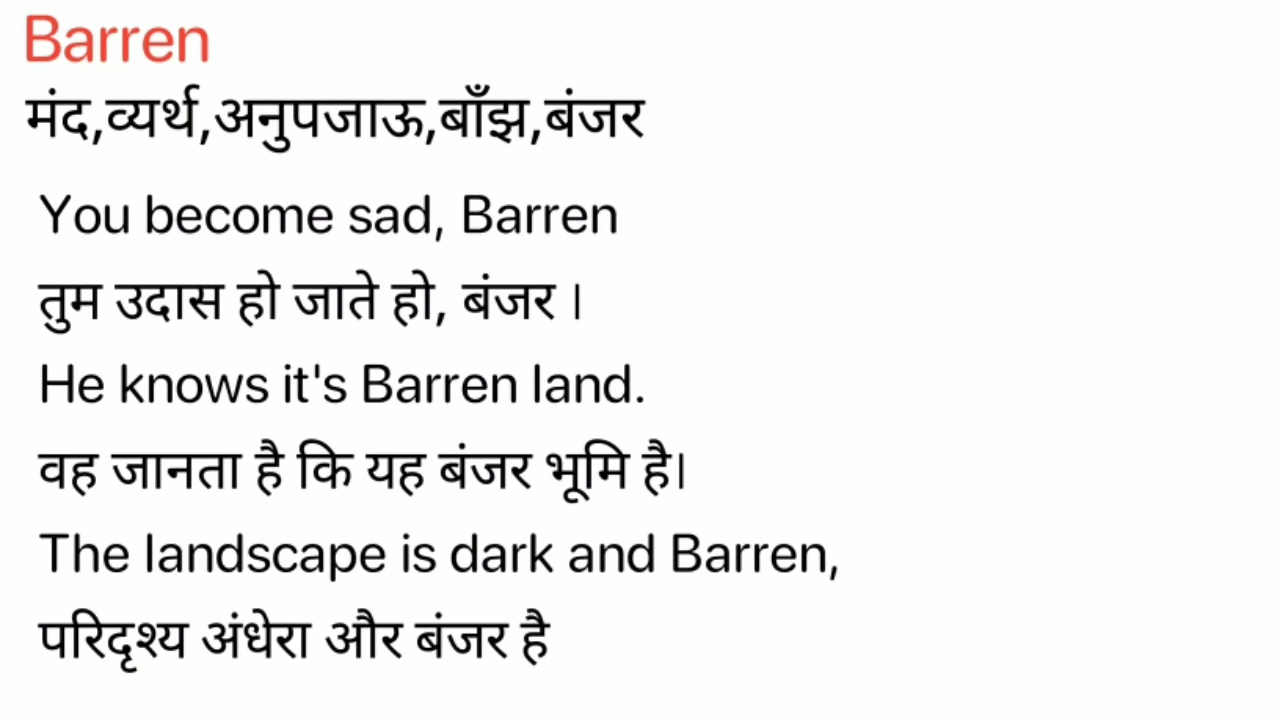 Barren
मंद,व्यर्थ,अनुपजाऊ,बाँझ,बंजर
You become sad, Barren
तुम उदास हो जाते हो, बंजर ।
He knows it's Barren land.
वह जानता है कि यह बंजर भूमि है।
The landscape is dark and Barren,
परिदृश्य अंधेरा और बंजर है